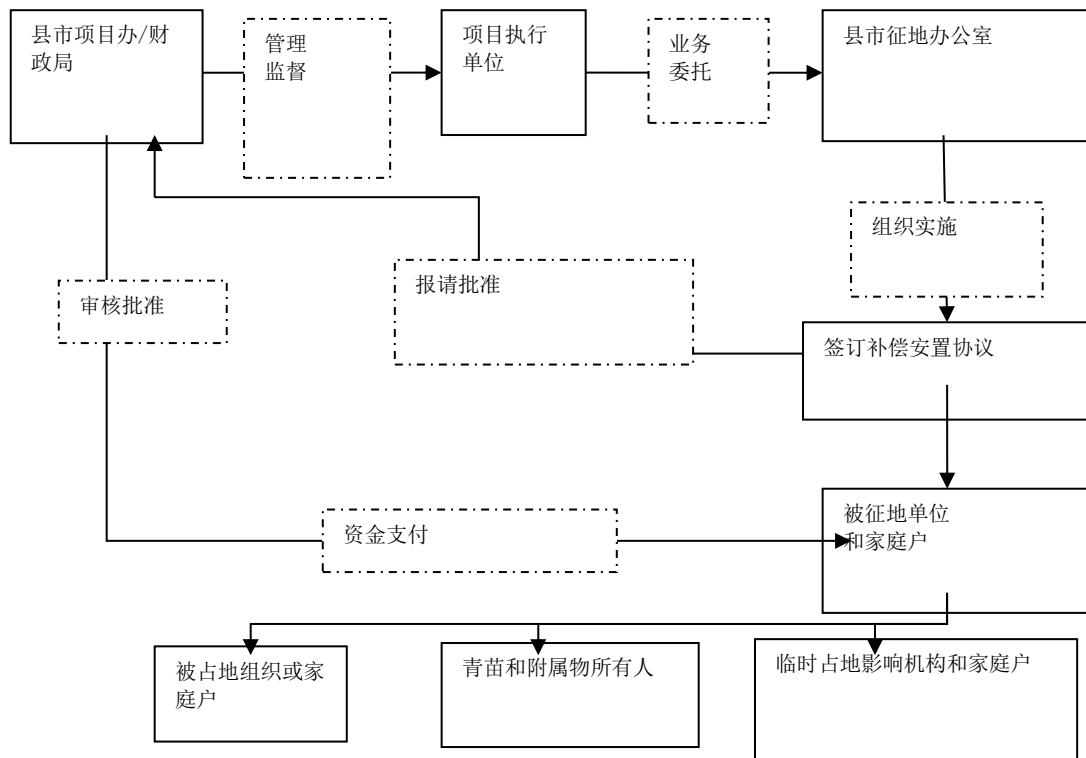 县市项目办/财
政局
管理
监督
项目执行
单位
业务
委托
县市征地办公室
组织实施
报请批准
审核批准
签订补偿安置协议
被征地单位
和家庭户
资金支付
被占地组织或家
庭户
青苗和附属物所有人
临时占地影响机构和家庭户